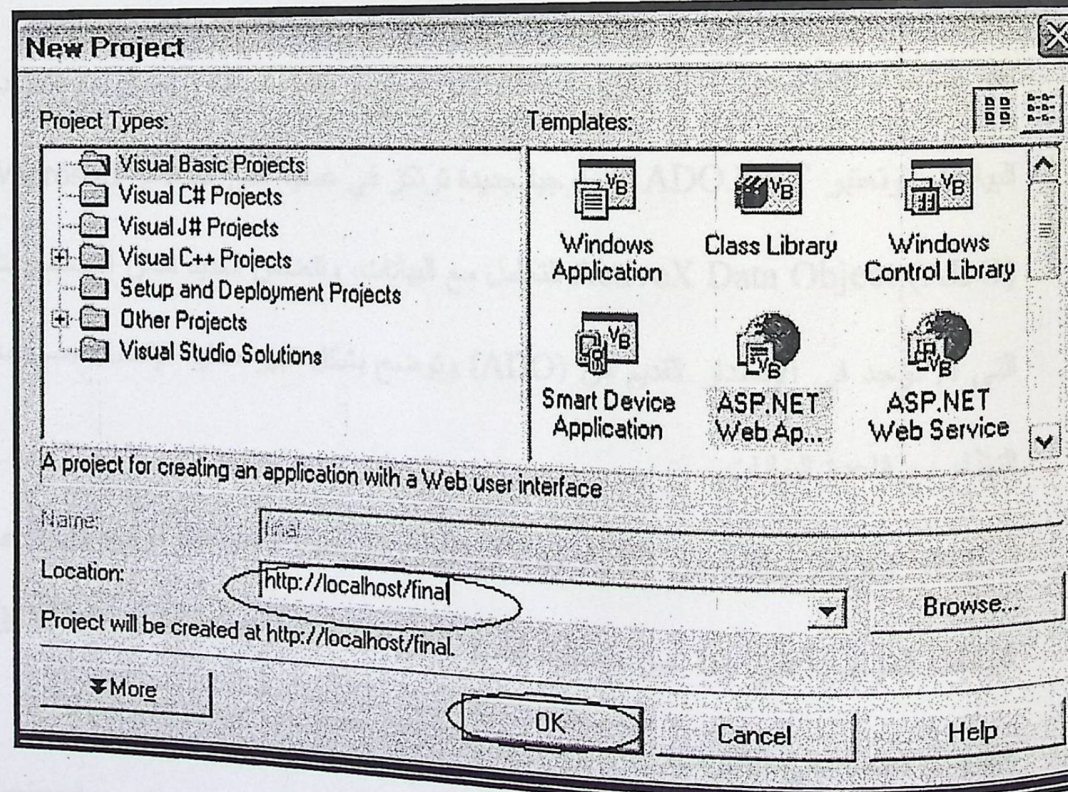 New Project
Project Types:
Templates:
Visual Basic Projects
Visual C# Projects
Visual J# Projects
Visual C++ Projects
Setup and Deployment Projects
Other Projects
Visual Studio Solutions
Windows Application
Class Library
Windows Control Library
Smart Device Application
ASP.NET Web Ap...
ASP.NET Web Service
A project for creating an application with a Web user interface
Name:
final
Location:
http://localhost/final
Browse...
Project will be created at http://localhost/final.
More
OK
Cancel
Help